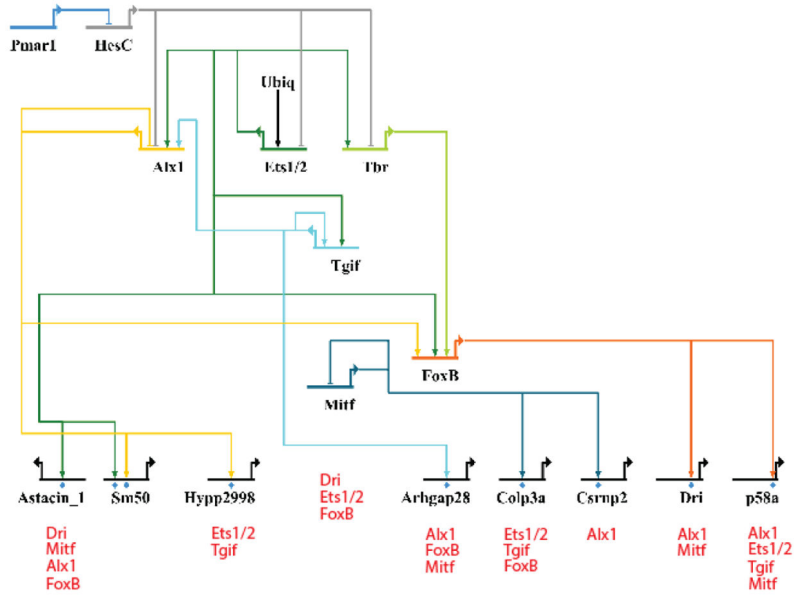 Pmar1 HesC
Ubiq
Alx1 Ets1/2 Tbr
Tgif
FoxB
Mitf
Astacin_1 Sm50 Hypp2998 Arhgap28 Colp3a Csrnp2 Dri p58a
Dri
Ets1/2
FoxB
Dri
Mitf
Alx1
FoxB
Ets1/2
Tgif
Alx1
FoxB
Mitf
Ets1/2
Tgif
FoxB
Alx1
Alx1
Mitf
Alx1
Ets1/2
Tgif
Mitf